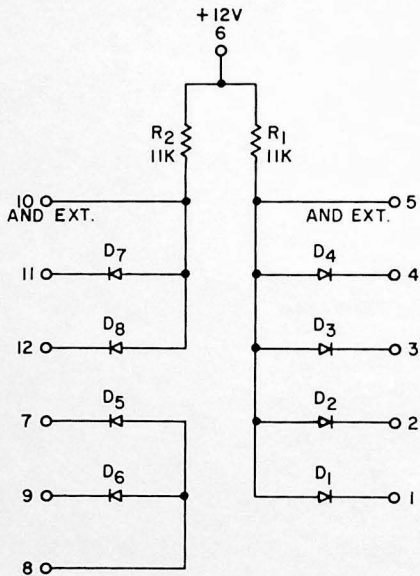 +12V
6
R2
11K
R1
11K
10
AND EXT.
5
AND EXT.
11
D7
D4
4
12
D8
D3
3
7
D5
D2
2
9
D6
D1
1
8